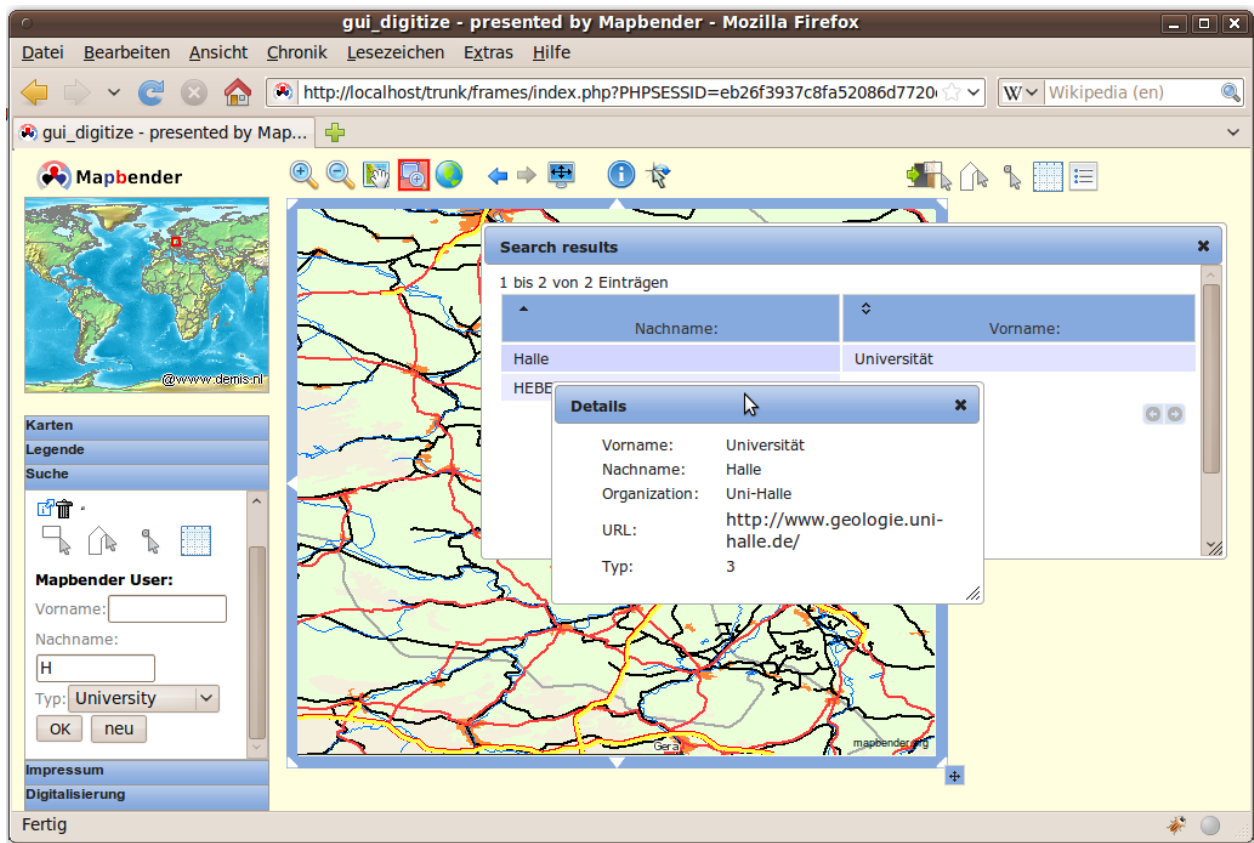 gui_digitize - presented by Mapbender - Mozilla Firefox
Datei Bearbeiten Ansicht Chronik Lesezeichen Extras Hilfe
http://localhost/trunk/frames/index.php?PHPSESSID=eb26f3937c8fa52086d7720
W Wikipedia (en)
gui_digitize - presented by Map...
Mapbender
@www.demis.nl
Karten
Legende
Suche
Mapbender User:
Vorname:
Nachname:
H
Typ: University
OK neu
Impressum
Digitalisierung
Search results
1 bis 2 von 2 Einträgen
Nachname: Vorname:
Halle Universität
HEBE
Details
Vorname: Universität
Nachname: Halle
Organization: Uni-Halle
URL: http://www.geologie.uni-
halle.de/
Typ: 3
Gera
mapbender.org
Fertig